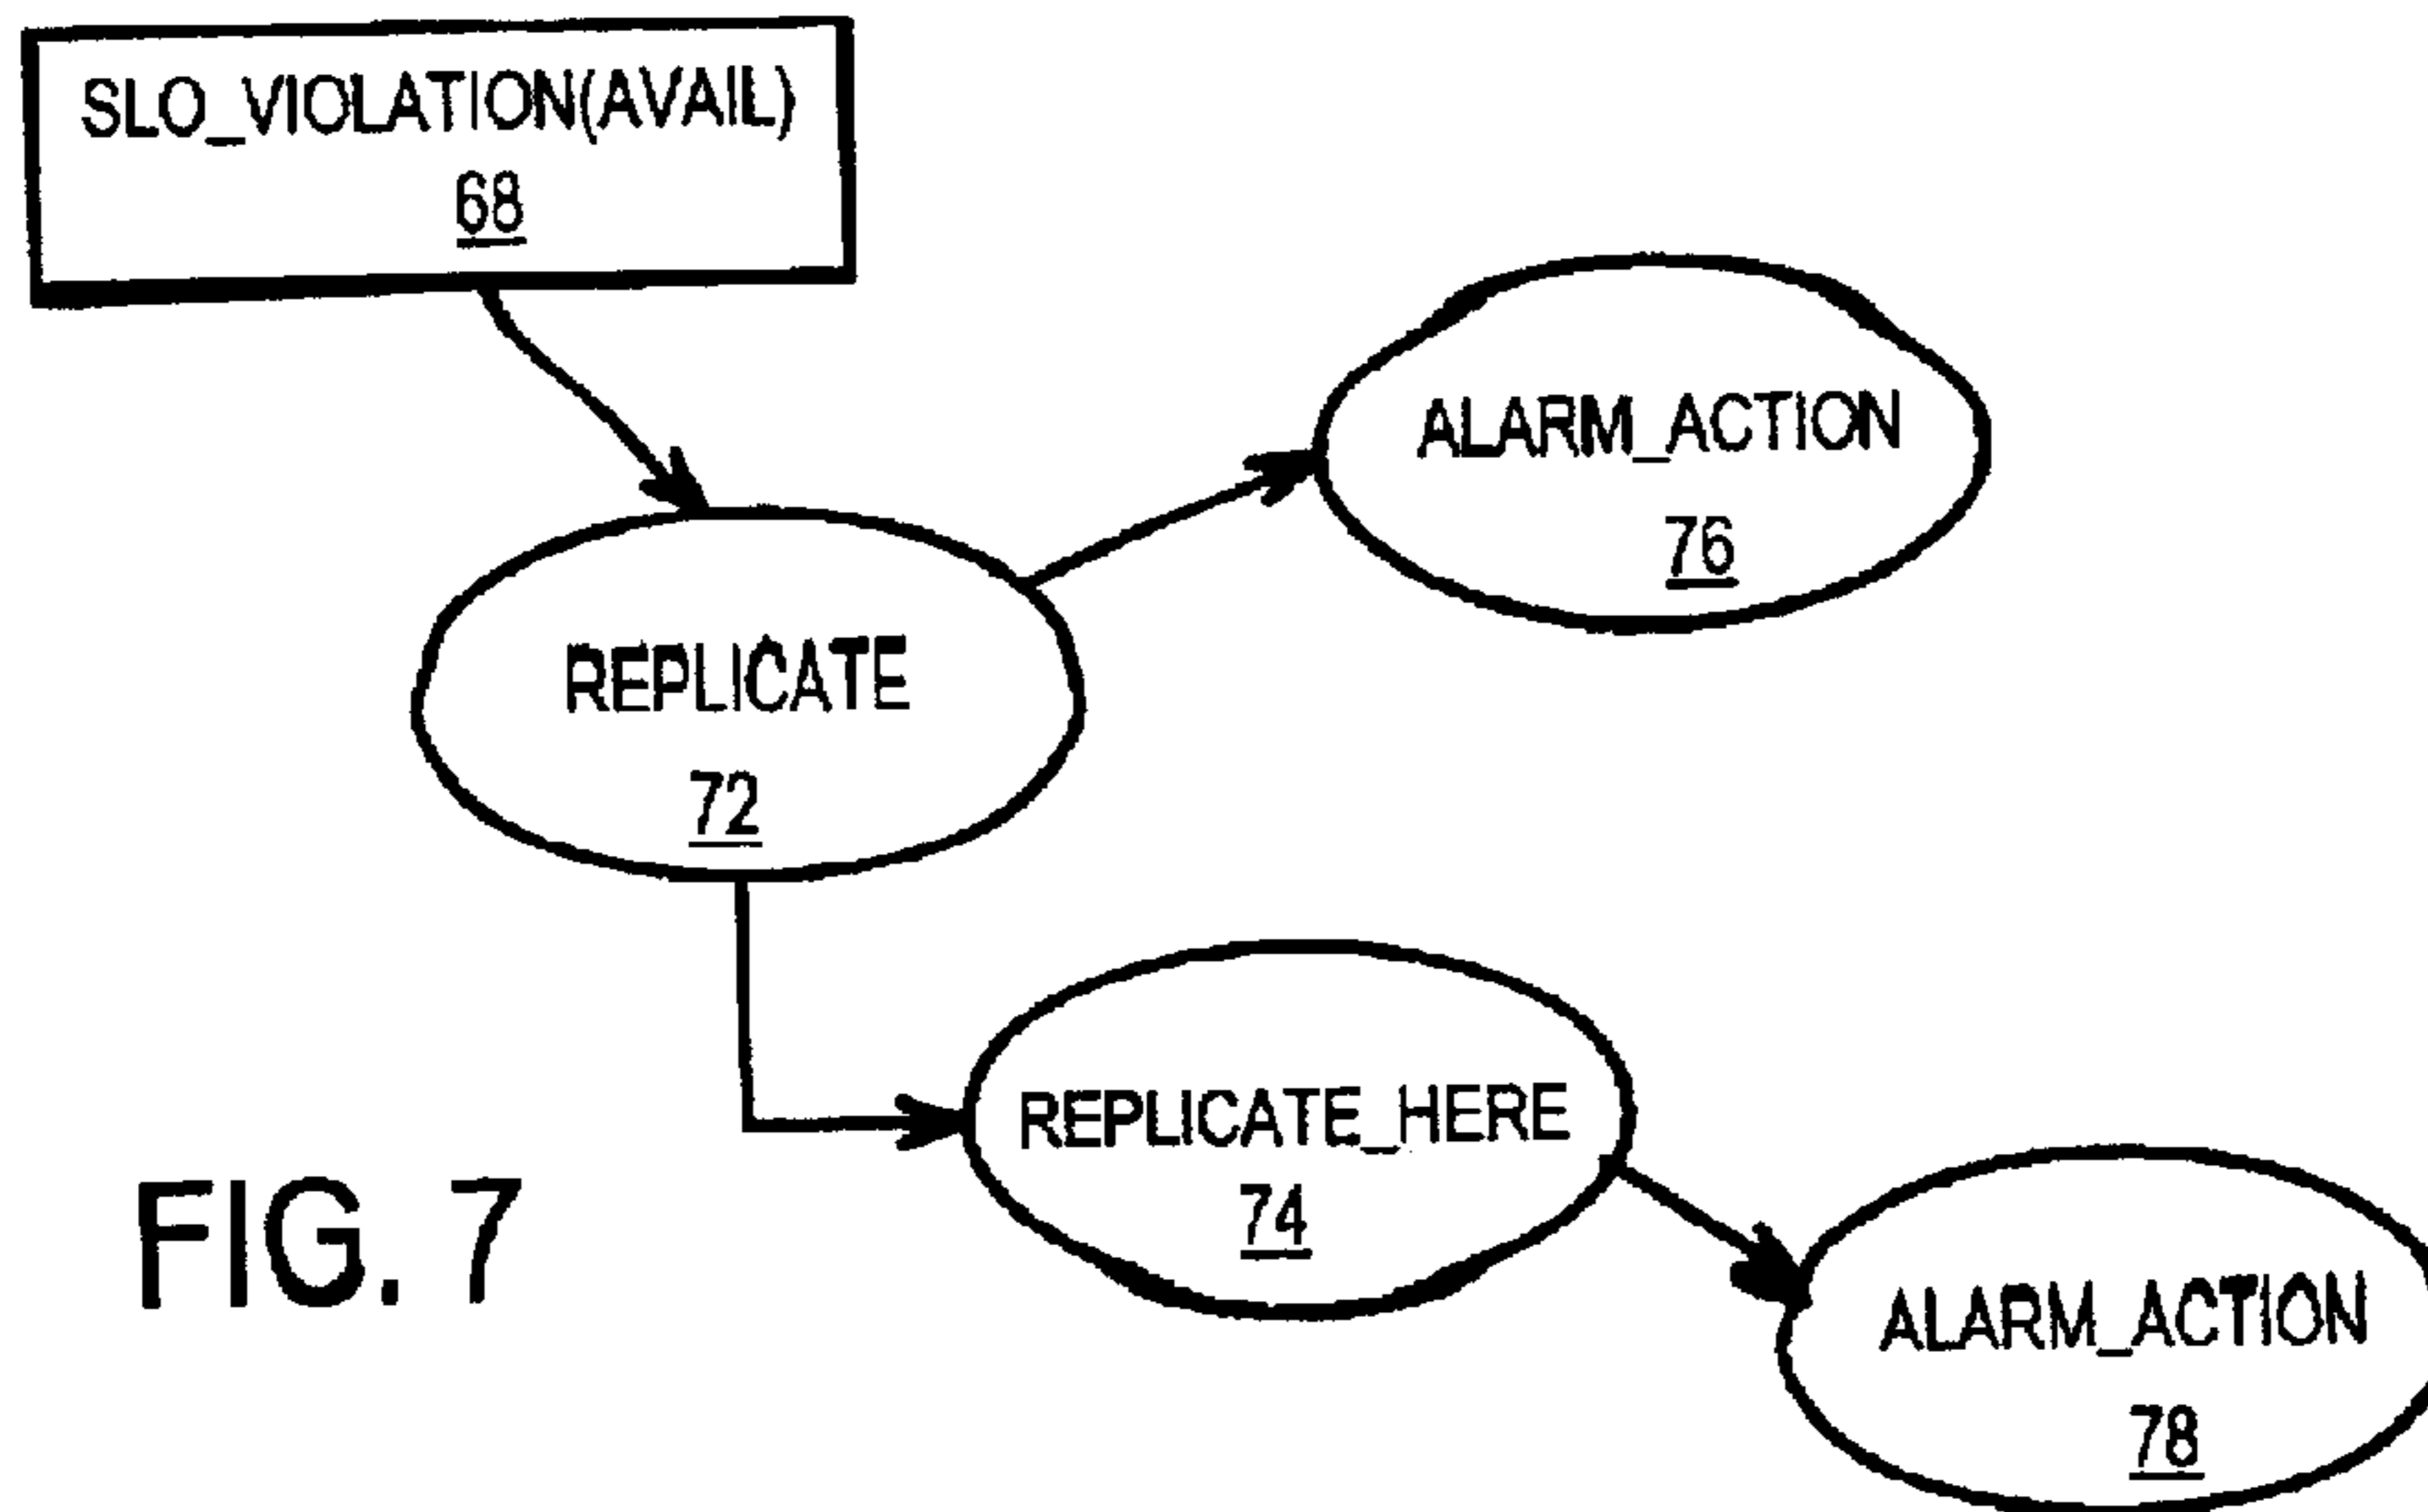 SLO_VIOLATION(AVAIL)
68
ALARM_ACTION
76
REPLICATE
72
REPLICATE_HERE
74
ALARM_ACTION
78
FIG. 7